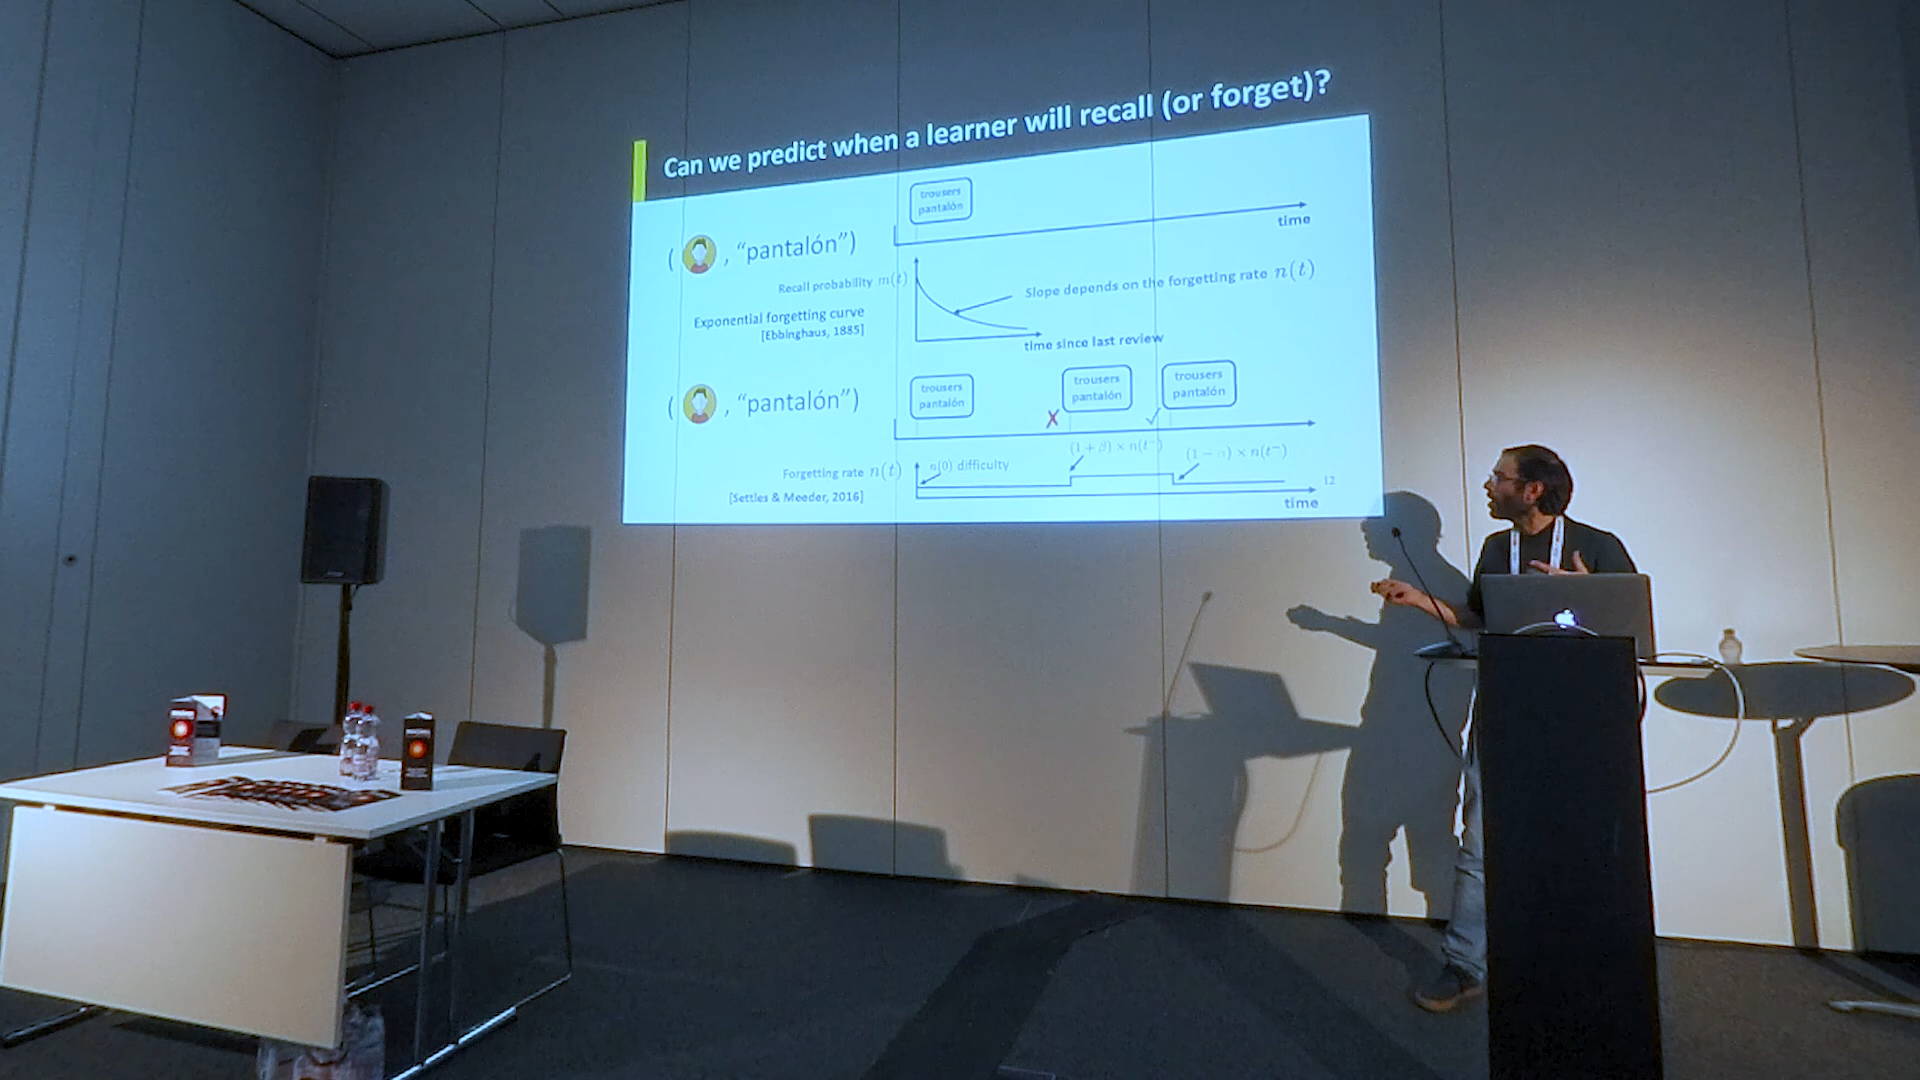 Can we predict when a learner will recall (or forget)?
trousers
pantalón
time
( , “pantalón”)
Recall probability m(t)
Slope depends on the forgetting rate n(t)
Exponential forgetting curve
[Ebbinghaus, 1885]
time since last review
trousers
pantalón
trousers
pantalón
trousers
pantalón
( , “pantalón”)
X
✓
(1 + β) × n(t⁻)
(1 − α) × n(t⁻)
Forgetting rate n(t)
n(0) difficulty
[Settles & Meeder, 2016]
time
12